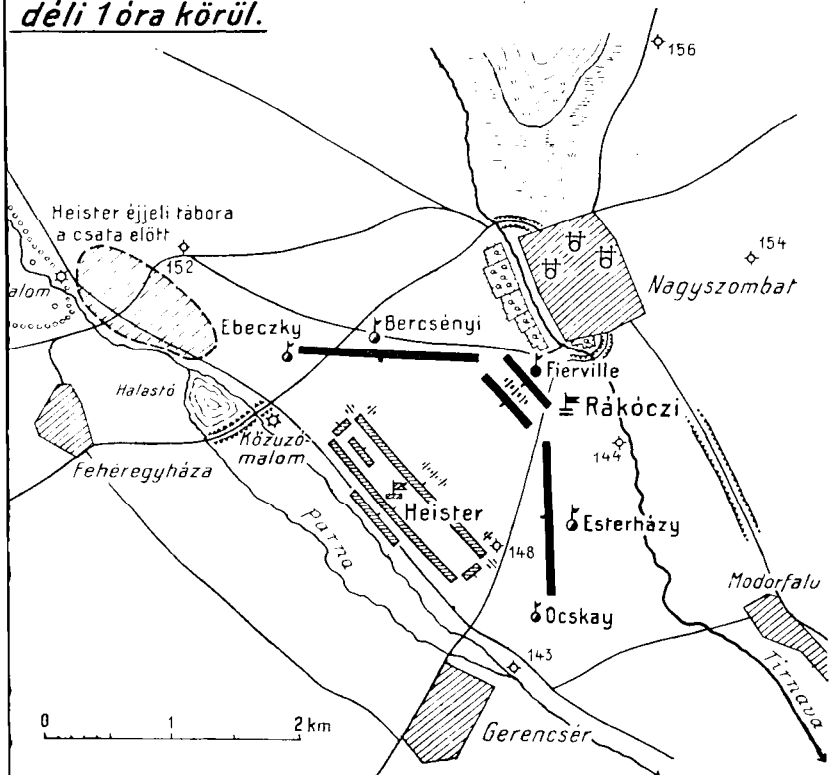 déli 1 óra körül.
156
Heister éjjeli tábora
a csata előtt
152
154
alom
Nagyszombat
Ebeczky
Bercsényi
Fierville
Halastó
Rákóczi
Közúzó-
malom
144
Fehéregyháza
Heister
Parna
Esterházy
148
Modorfalu
Ocskay
143
Tirnava
0 1 2 km
Gerencsér